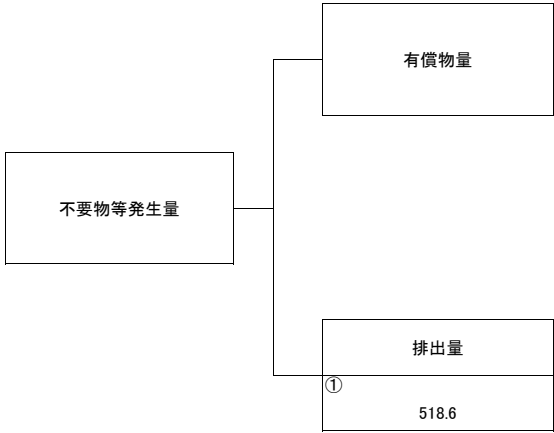 有償物量
不要物等発生量
排出量
①
518.6